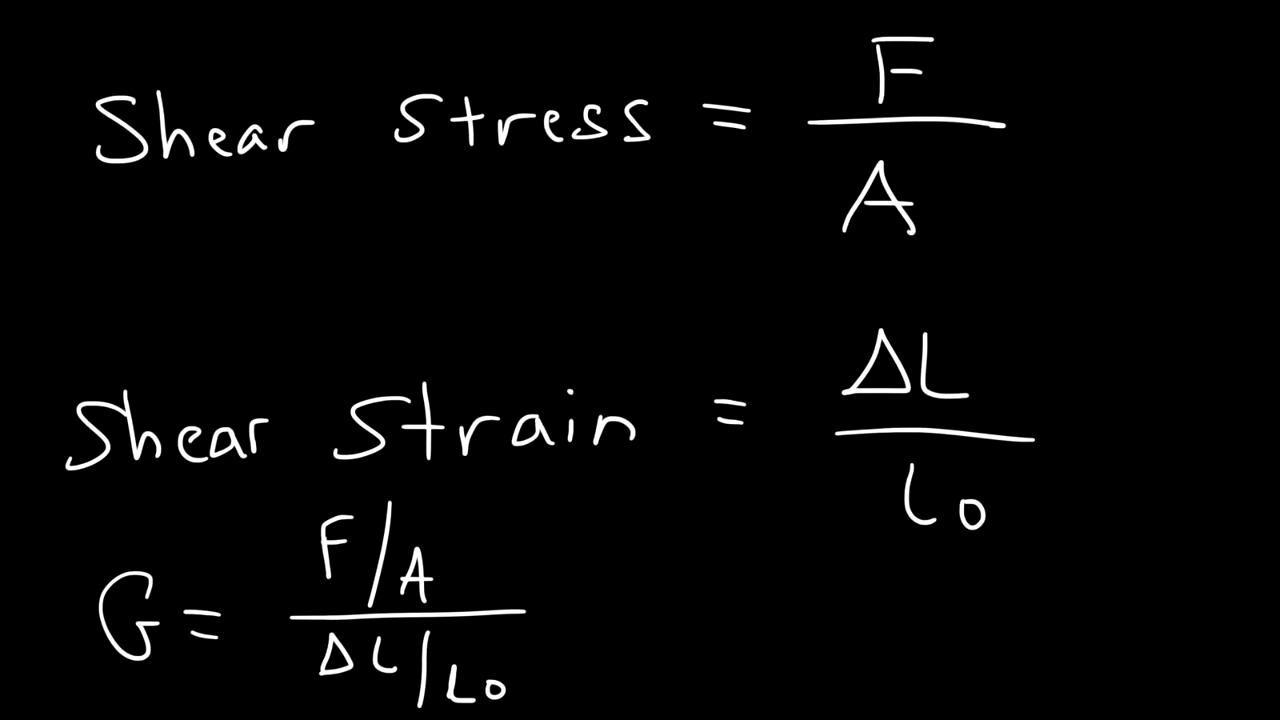 Shear Stress = F/A
Shear Strain = ΔL/L₀
G = (F/A)/(ΔL/L₀)